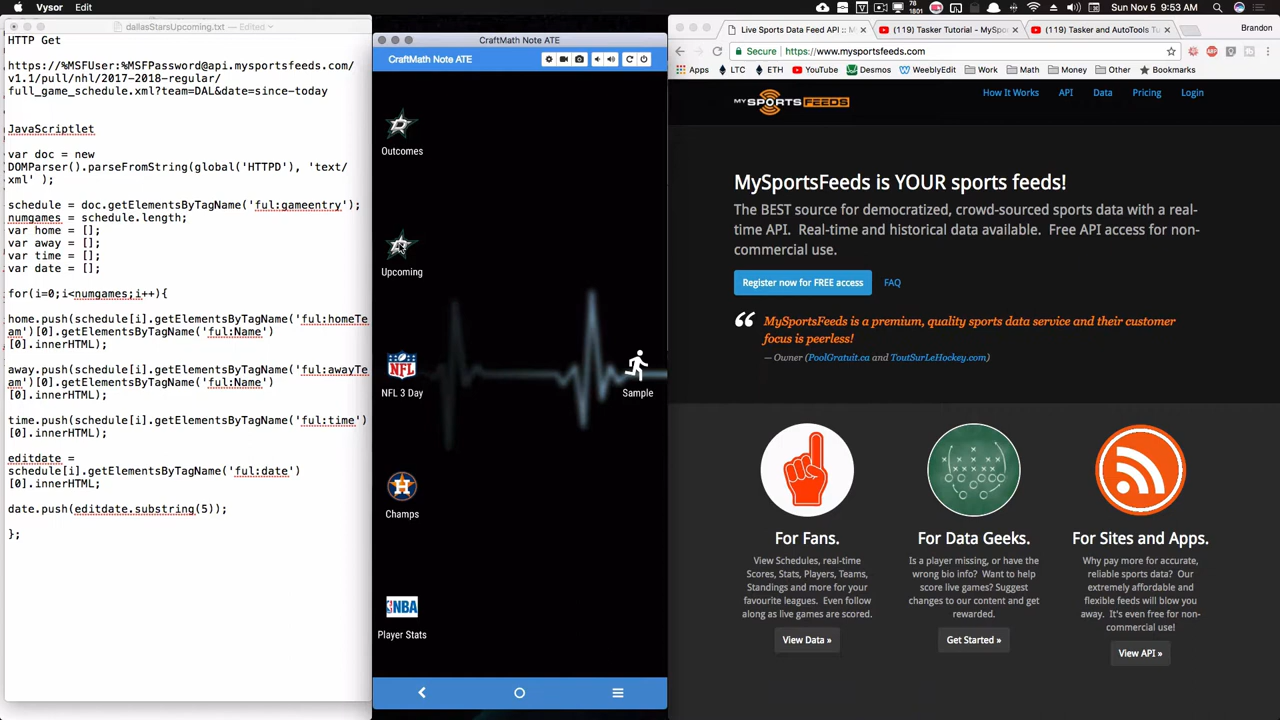 Vysor Edit
Sun Nov 5 9:53 AM
dallasStarsUpcoming.txt — Edited
HTTP Get
https://%MSFUser:%MSFPassword@api.mysportsfeeds.com/
v1.1/pull/nhl/2017-2018-regular/
full_game_schedule.xml?team=DAL&date=since-today
JavaScriptlet
var doc = new
DOMParser().parseFromString(global('HTTPD'), 'text/
xml' );
schedule = doc.getElementsByTagName('ful:gameentry');
numgames = schedule.length;
var home = [];
var away = [];
var time = [];
var date = [];
for(i=0;i<numgames;i++){
home.push(schedule[i].getElementsByTagName('ful:homeTe
am')[0].getElementsByTagName('ful:Name')
[0].innerHTML);
away.push(schedule[i].getElementsByTagName('ful:awayTe
am')[0].getElementsByTagName('ful:Name')
[0].innerHTML);
time.push(schedule[i].getElementsByTagName('ful:time')
[0].innerHTML);
editdate =
schedule[i].getElementsByTagName('ful:date')
[0].innerHTML;
date.push(editdate.substring(5));
};
CraftMath Note ATE
CraftMath Note ATE
Outcomes
Upcoming
NFL
NFL 3 Day
Sample
H
Champs
NBA
Player Stats
Live Sports Data Feed API ::
(119) Tasker Tutorial - MySpo
(119) Tasker and AutoTools T
Brandon
Secure https://www.mysportsfeeds.com
Apps LTC ETH YouTube Desmos WeeblyEdit Work Math Money Other Bookmarks
MY SPORTS FEEDS
How It Works API Data Pricing Login
MySportsFeeds is YOUR sports feeds!
The BEST source for democratized, crowd-sourced sports data with a real-
time API. Real-time and historical data available. Free API access for non-
commercial use.
Register now for FREE access FAQ
MySportsFeeds is a premium, quality sports data service and their customer
focus is peerless!
— Owner (PoolGratuit.ca and ToutSurLeHockey.com)
For Fans.
View Schedules, real-time
Scores, Stats, Players, Teams,
Standings and more for your
favourite leagues. Even follow
along as live games are scored.
View Data »
For Data Geeks.
Is a player missing, or have the
wrong bio info? Want to help
score live games? Suggest
changes to our content and get
rewarded.
Get Started »
For Sites and Apps.
Why pay more for accurate,
reliable sports data? Our
extremely affordable and
flexible feeds will blow you
away. It's even free for non-
commercial use!
View API »